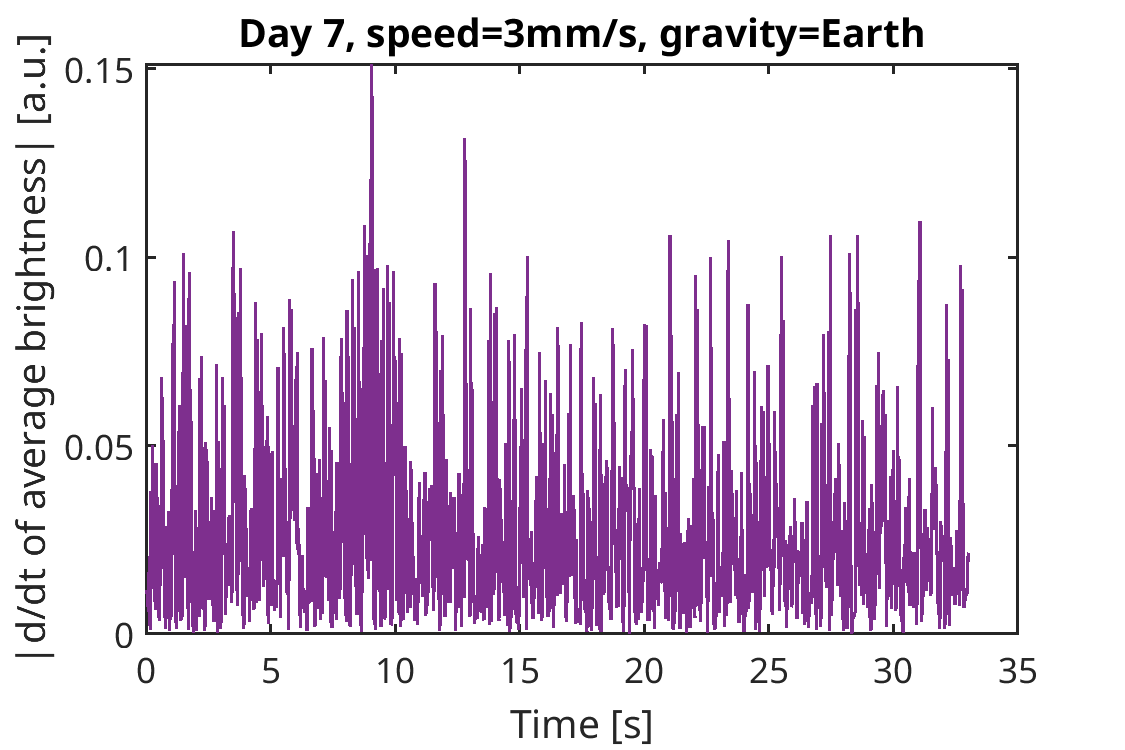 Day 7, speed=3mm/s, gravity=Earth
|d/dt of average brightness| [a.u.]
0.15
0.1
0.05
0
0 5 10 15 20 25 30 35
Time [s]